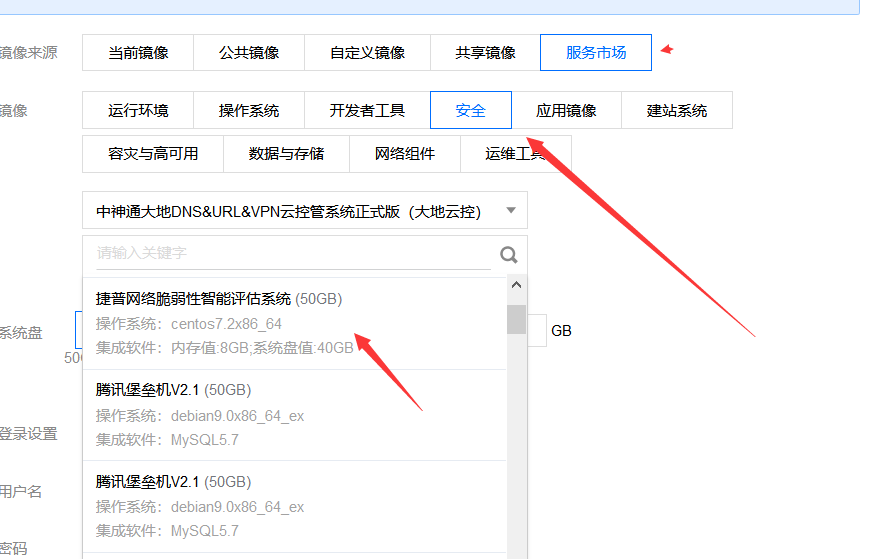 镜像来源 当前镜像 公共镜像 自定义镜像 共享镜像 服务市场
镜像 运行环境 操作系统 开发者工具 安全 应用镜像 建站系统
容灾与高可用 数据与存储 网络组件 运维工具
中神通大地DNS&URL&VPN云控管系统正式版（大地云控）
请输入关键字
捷普网络脆弱性智能评估系统 (50GB)
操作系统：centos7.2x86_64
系统盘 GB
集成软件：内存值:8GB;系统盘值:40GB
腾讯堡垒机V2.1 (50GB)
操作系统：debian9.0x86_64_ex
登录设置
集成软件：MySQL5.7
腾讯堡垒机V2.1 (50GB)
用户名
操作系统：debian9.0x86_64_ex
集成软件：MySQL5.7
密码